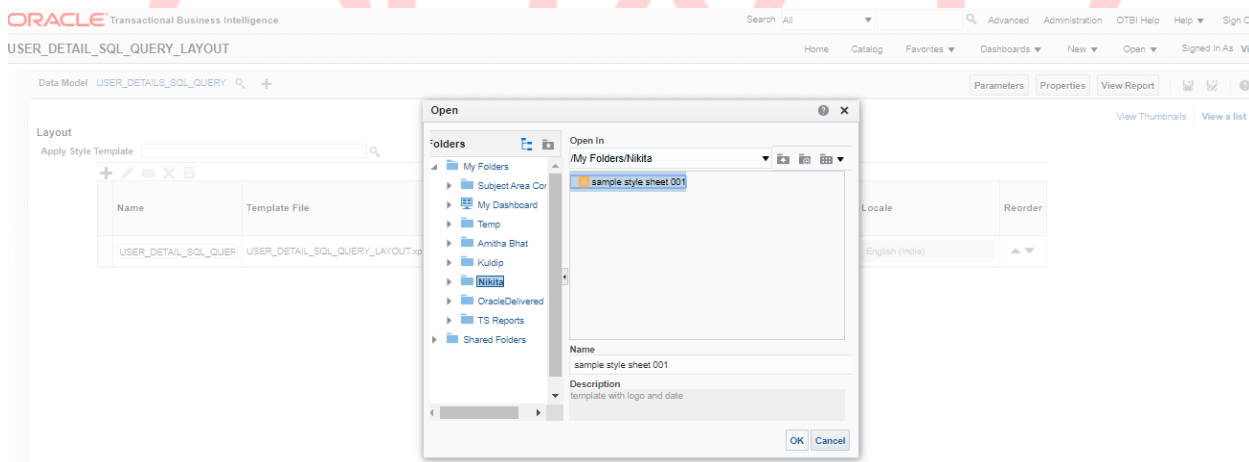 ORACLE Transactional Business Intelligence Search All Advanced Administration OTBI Help Help Sign
USER_DETAIL_SQL_QUERY_LAYOUT Home Catalog Favorites Dashboards New Open Signed In As
Data Model USER_DETAILS_SQL_QUERY Parameters Properties View Report
View Thumbnails View a list
Layout
Apply Style Template
Name Template File Locale Reorder
USER_DETAIL_SQL_QUER USER_DETAIL_SQL_QUERY_LAYOUT.xp English (India)
Open
Folders
My Folders
Subject Area Cor
My Dashboard
Temp
Amitha Bhat
Kuldip
Nikita
OracleDelivered
TS Reports
Shared Folders
Open In
/My Folders/Nikita
sample style sheet 001
Name
sample style sheet 001
Description
template with logo and date
OK Cancel